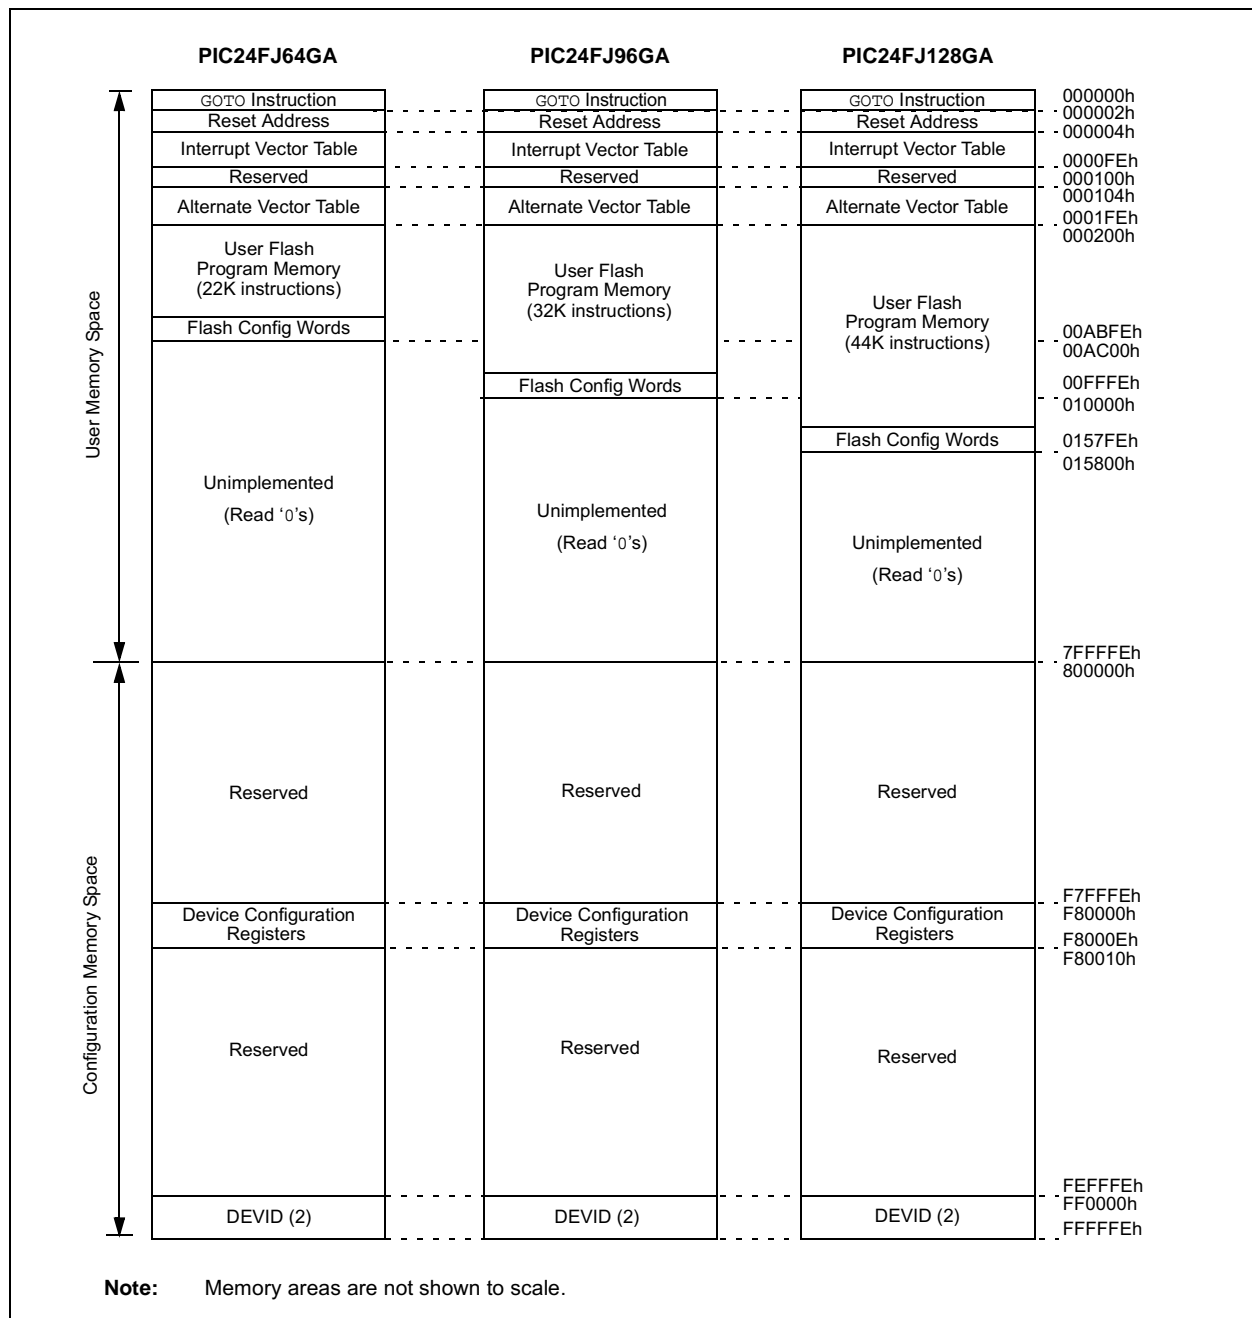 PIC24FJ64GA
PIC24FJ96GA
PIC24FJ128GA
User Memory Space
Configuration Memory Space
GOTO Instruction
Reset Address
Interrupt Vector Table
Reserved
Alternate Vector Table
User Flash
Program Memory
(22K instructions)
Flash Config Words
Unimplemented
(Read ‘0’s)
Reserved
Device Configuration
Registers
Reserved
DEVID (2)
GOTO Instruction
Reset Address
Interrupt Vector Table
Reserved
Alternate Vector Table
User Flash
Program Memory
(32K instructions)
Flash Config Words
Unimplemented
(Read ‘0’s)
Reserved
Device Configuration
Registers
Reserved
DEVID (2)
GOTO Instruction
Reset Address
Interrupt Vector Table
Reserved
Alternate Vector Table
User Flash
Program Memory
(44K instructions)
Flash Config Words
Unimplemented
(Read ‘0’s)
Reserved
Device Configuration
Registers
Reserved
DEVID (2)
000000h
000002h
000004h
0000FEh
000100h
000104h
0001FEh
000200h
00ABFEh
00AC00h
00FFFEh
010000h
0157FEh
015800h
7FFFFEh
800000h
F7FFFEh
F80000h
F8000Eh
F80010h
FEFFFEh
FF0000h
FFFFFEh
Note: Memory areas are not shown to scale.